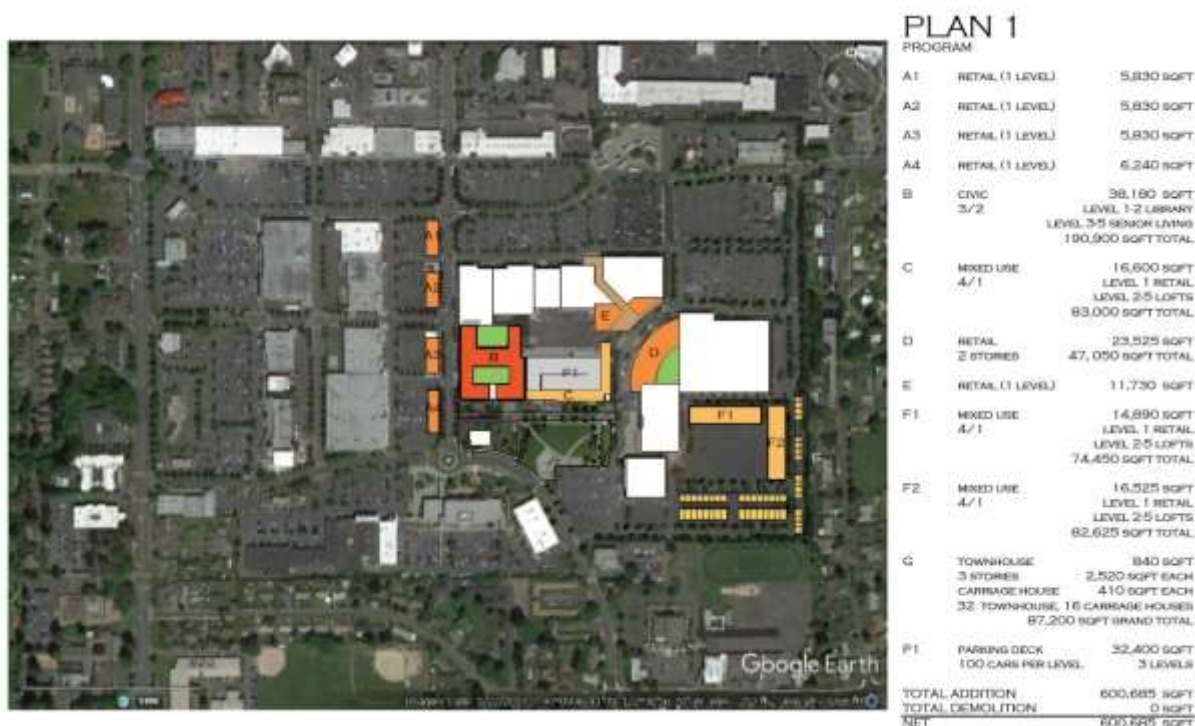 PLAN 1
PROGRAM
A1 RETAIL (1 LEVEL) 5,830 SQFT
A2 RETAIL (1 LEVEL) 5,830 SQFT
A3 RETAIL (1 LEVEL) 5,830 SQFT
A4 RETAIL (1 LEVEL) 6,240 SQFT
B CIVIC 38,180 SQFT
3/2 LEVEL 1-2 LIBRARY
LEVEL 3-5 SENIOR LIVING
190,900 SQFT TOTAL
C MIXED USE 16,600 SQFT
4/1 LEVEL 1 RETAIL
LEVEL 2-5 LOFTS
83,000 SQFT TOTAL
D RETAIL 23,525 SQFT
2 STORIES 47,050 SQFT TOTAL
E RETAIL (1 LEVEL) 11,730 SQFT
F1 MIXED USE 14,890 SQFT
4/1 LEVEL 1 RETAIL
LEVEL 2-5 LOFTS
74,450 SQFT TOTAL
F2 MIXED USE 16,525 SQFT
4/1 LEVEL 1 RETAIL
LEVEL 2-5 LOFTS
82,625 SQFT TOTAL
G TOWNHOUSE 840 SQFT
3 STORIES 2,520 SQFT EACH
CARRIAGE HOUSE 410 SQFT EACH
32 TOWNHOUSE, 16 CARRIAGE HOUSES
87,200 SQFT GRAND TOTAL
P1 PARKING DECK 32,400 SQFT
100 CARS PER LEVEL 3 LEVELS
TOTAL ADDITION 600,685 SQFT
TOTAL DEMOLITION 0 SQFT
NET 600,685 SQFT
A1
A2
E
A3
B
P1
D
C
F1
F2
G
Google Earth